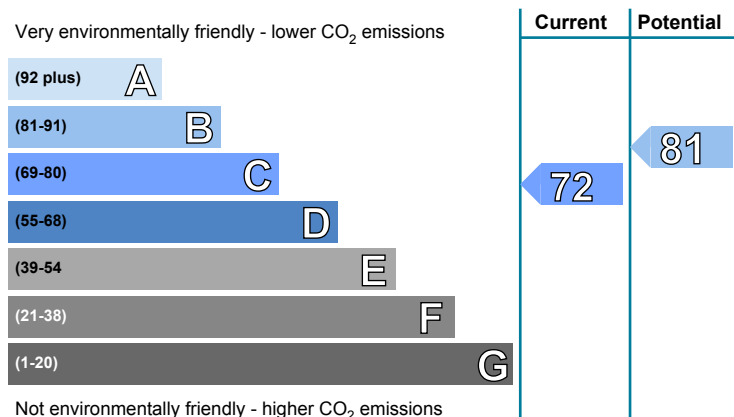 Current Potential
Very environmentally friendly - lower CO2 emissions
(92 plus) A
(81-91) B
81
(69-80) C
72
(55-68) D
(39-54 E
(21-38) F
(1-20) G
Not environmentally friendly - higher CO2 emissions